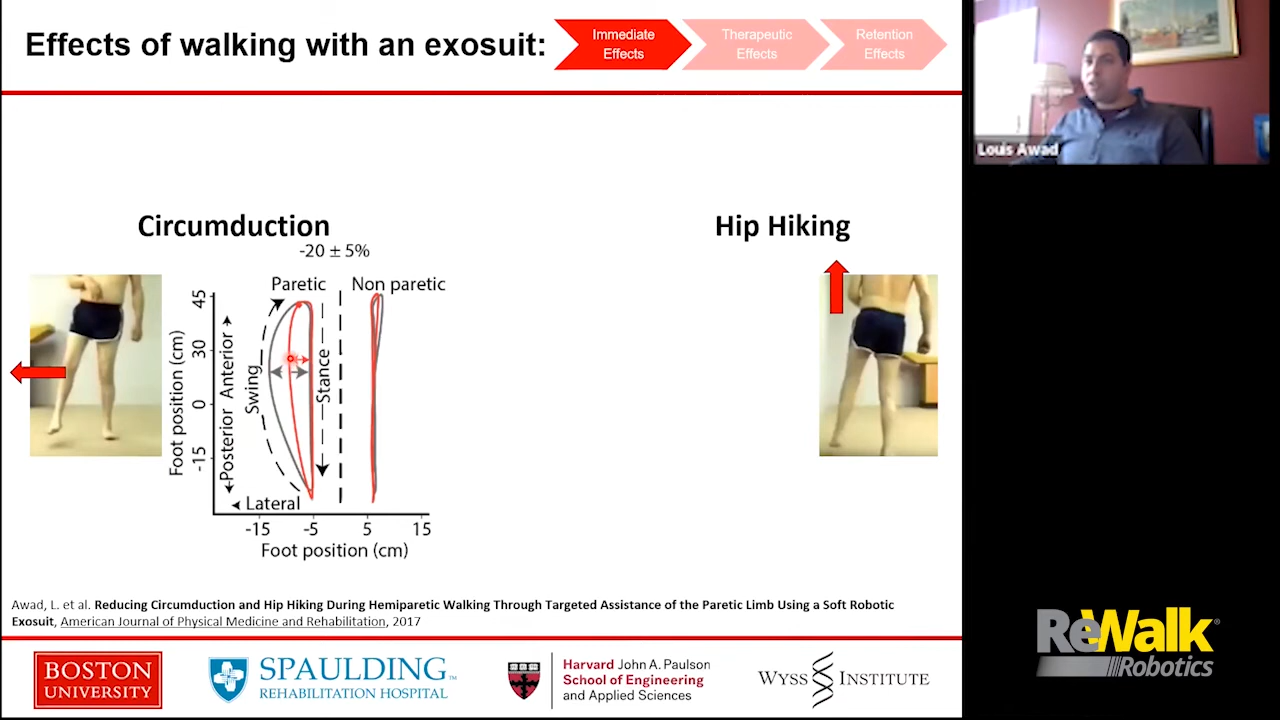 Effects of walking with an exosuit:
Immediate
Effects
Therapeutic
Effects
Retention
Effects
Louis Awad
Circumduction
-20 ± 5%
Hip Hiking
Paretic
Non paretic
45
30
0
-15
Foot position (cm)
Posterior
Anterior
Swing
Stance
Lateral
-15
-5
5
15
Foot position (cm)
Awad, L. et al. Reducing Circumduction and Hip Hiking During Hemiparetic Walking Through Targeted Assistance of the Paretic Limb Using a Soft Robotic
Exosuit, American Journal of Physical Medicine and Rehabilitation, 2017
BOSTON
UNIVERSITY
SPAULDING™
REHABILITATION HOSPITAL
Harvard John A. Paulson
School of Engineering
and Applied Sciences
WYSS INSTITUTE
ReWalk®
Robotics